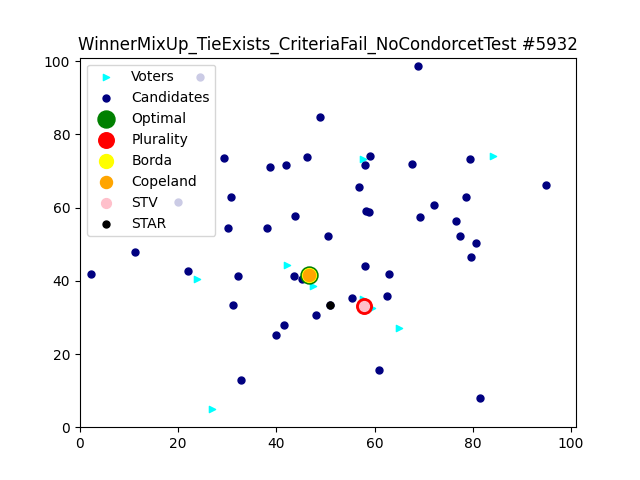 WinnerMixUp_TieExists_CriteriaFail_NoCondorcetTest #5932
100
80
60
40
20
0
Voters
Candidates
Optimal
Plurality
Borda
Copeland
STV
STAR
0 20 40 60 80 100